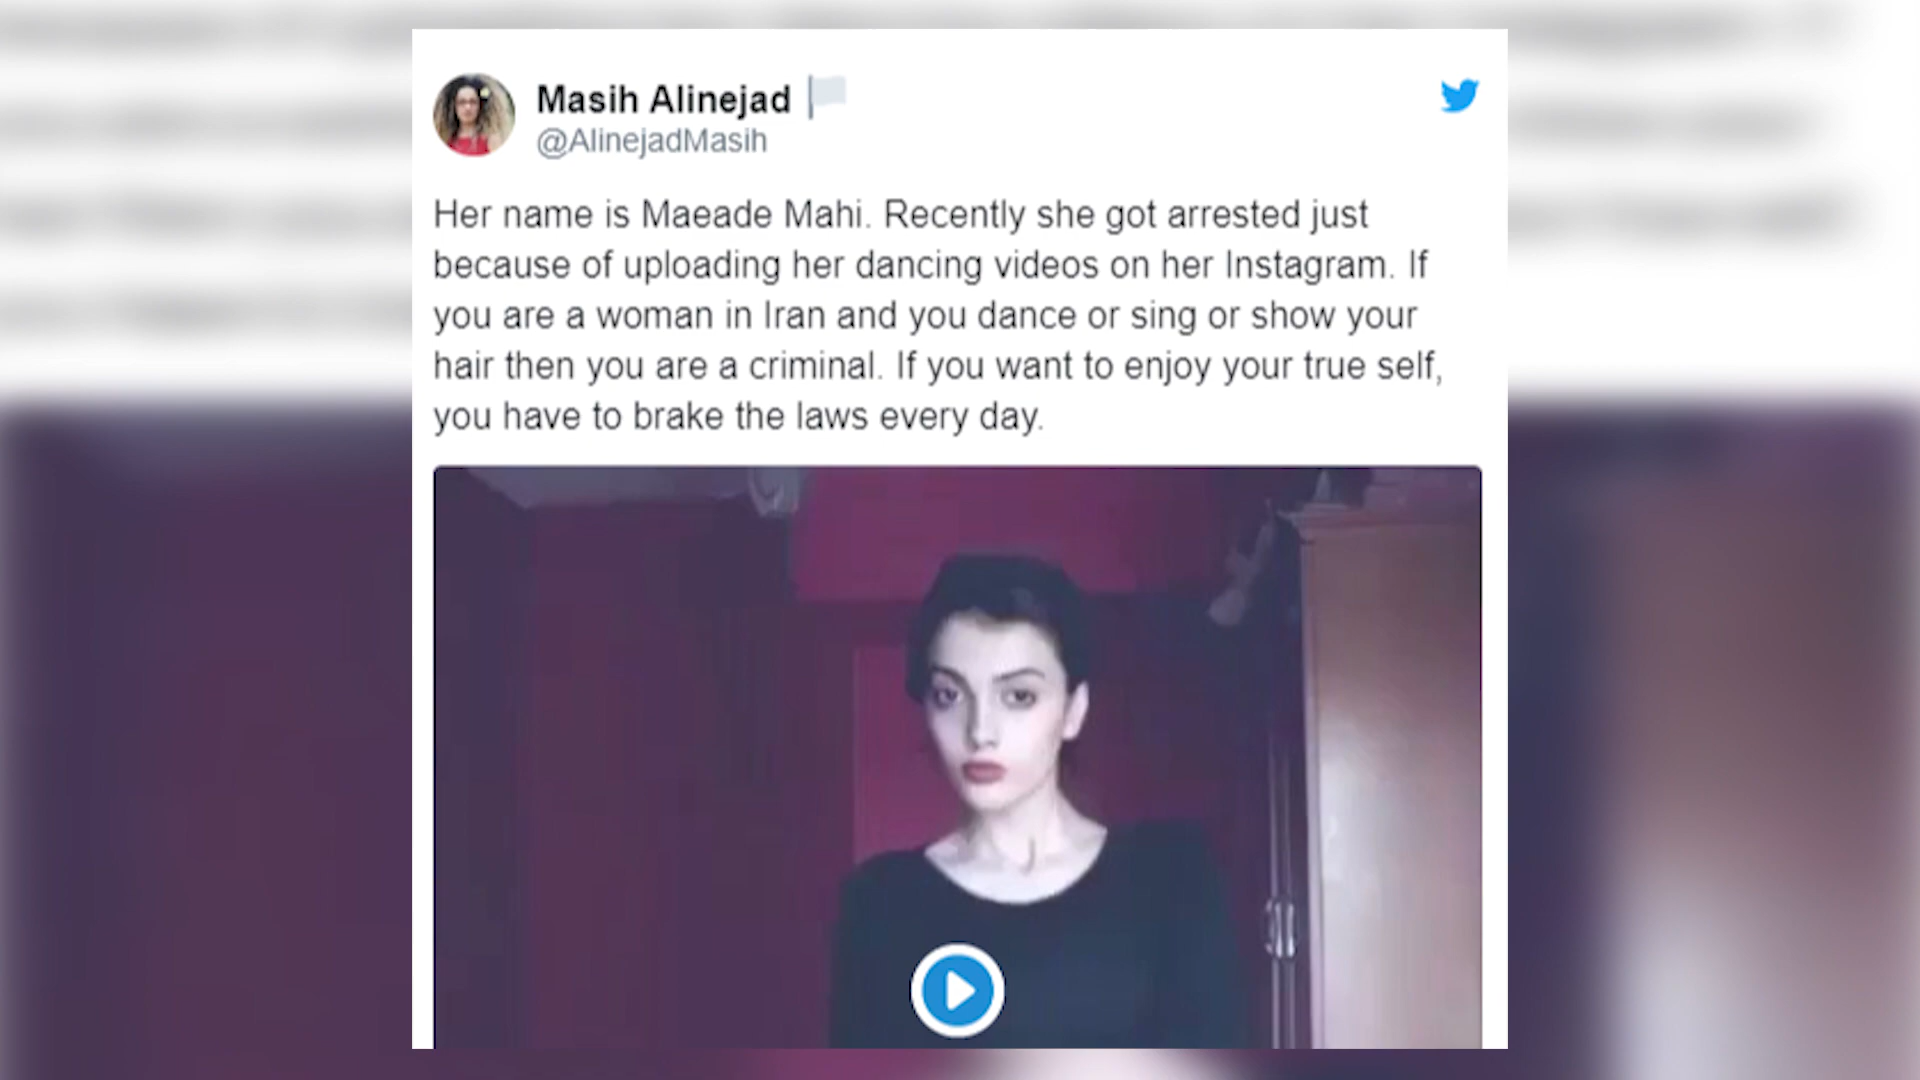 Masih Alinejad
@AlinejadMasih
Her name is Maeade Mahi. Recently she got arrested just
because of uploading her dancing videos on her Instagram. If
you are a woman in Iran and you dance or sing or show your
hair then you are a criminal. If you want to enjoy your true self,
you have to brake the laws every day.